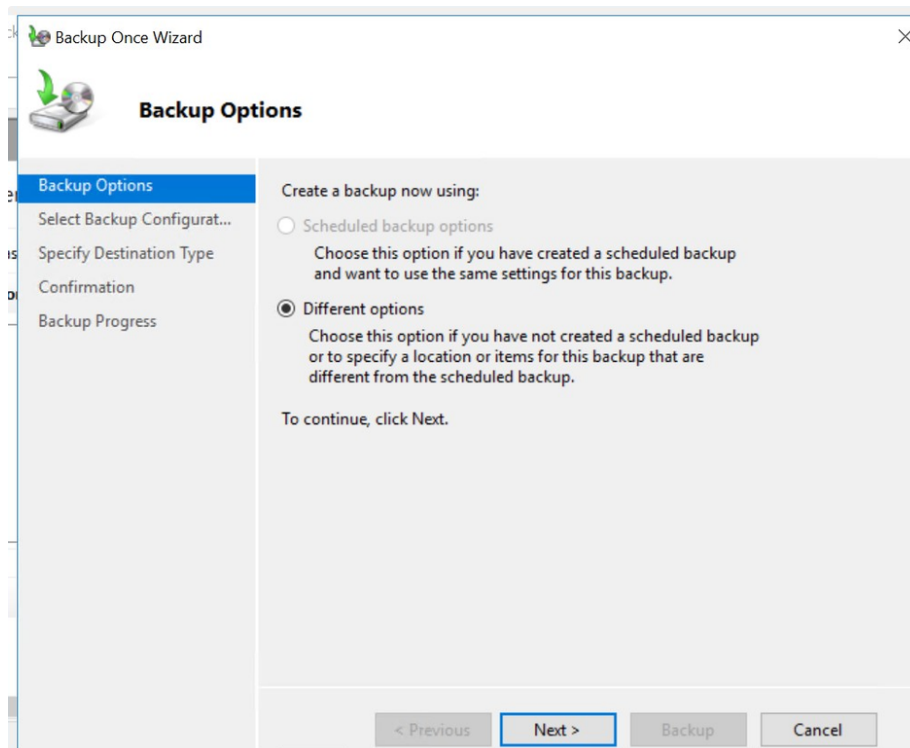 Backup Once Wizard
Backup Options
Backup Options
Select Backup Configurat...
Specify Destination Type
Confirmation
Backup Progress
Create a backup now using:
Scheduled backup options
Choose this option if you have created a scheduled backup
and want to use the same settings for this backup.
Different options
Choose this option if you have not created a scheduled backup
or to specify a location or items for this backup that are
different from the scheduled backup.
To continue, click Next.
< Previous
Next >
Backup
Cancel